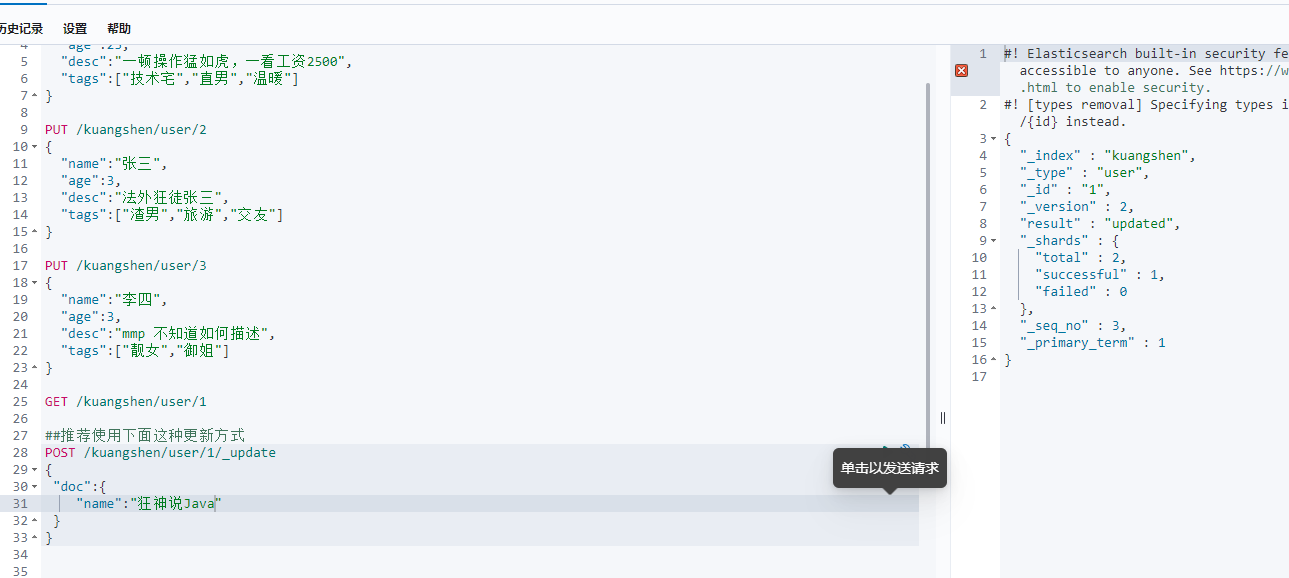 历史记录 设置 帮助
4 "age":25,
5 "desc":"一顿操作猛如虎，一看工资2500",
6 "tags":["技术宅","直男","温暖"]
7 }
8
9 PUT /kuangshen/user/2
10 {
11 "name":"张三",
12 "age":3,
13 "desc":"法外狂徒张三",
14 "tags":["渣男","旅游","交友"]
15 }
16
17 PUT /kuangshen/user/3
18 {
19 "name":"李四",
20 "age":3,
21 "desc":"mmp 不知道如何描述",
22 "tags":["靓女","御姐"]
23 }
24
25 GET /kuangshen/user/1
26
27 ##推荐使用下面这种更新方式
28 POST /kuangshen/user/1/_update
29 {
30 "doc":{
31 "name":"狂神说Java"
32 }
33 }
34
35
单击以发送请求
1 #! Elasticsearch built-in security fe
accessible to anyone. See https://w
.html to enable security.
2 #! [types removal] Specifying types i
/{id} instead.
3 {
4 "_index" : "kuangshen",
5 "_type" : "user",
6 "_id" : "1",
7 "_version" : 2,
8 "result" : "updated",
9 "_shards" : {
10 "total" : 2,
11 "successful" : 1,
12 "failed" : 0
13 },
14 "_seq_no" : 3,
15 "_primary_term" : 1
16 }
17